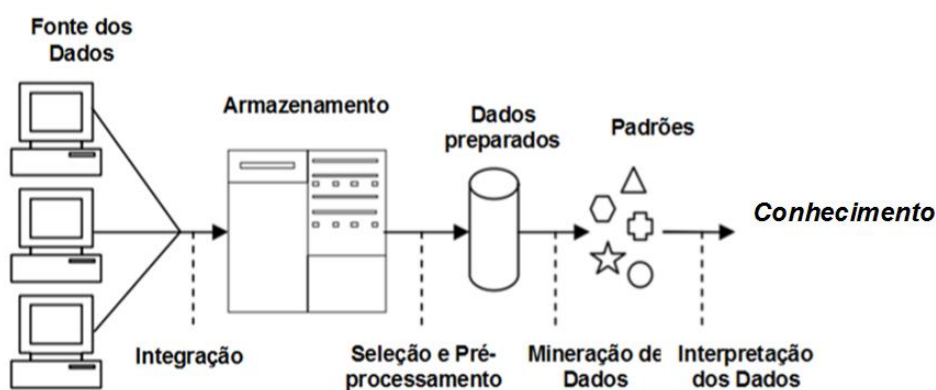 Fonte dos
Dados
Armazenamento
Dados
preparados
Padrões
Conhecimento
Integração
Seleção e Pré-
processamento
Mineração de
Dados
Interpretação
dos Dados